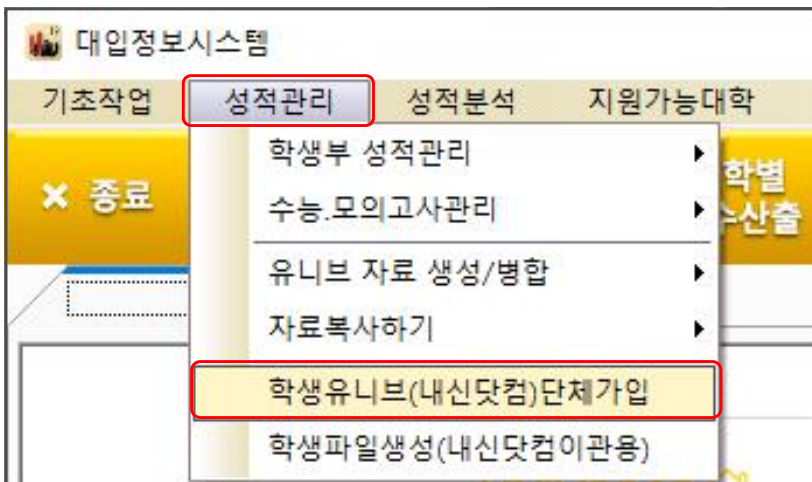 대입정보시스템
기초작업 성적관리 성적분석 지원가능대학
학생부 성적관리
✖ 종료
학별
수능.모의고사관리
수산출
유니브 자료 생성/병합
자료복사하기
학생유니브(내신닷컴)단체가입
학생파일생성(내신닷컴이관용)